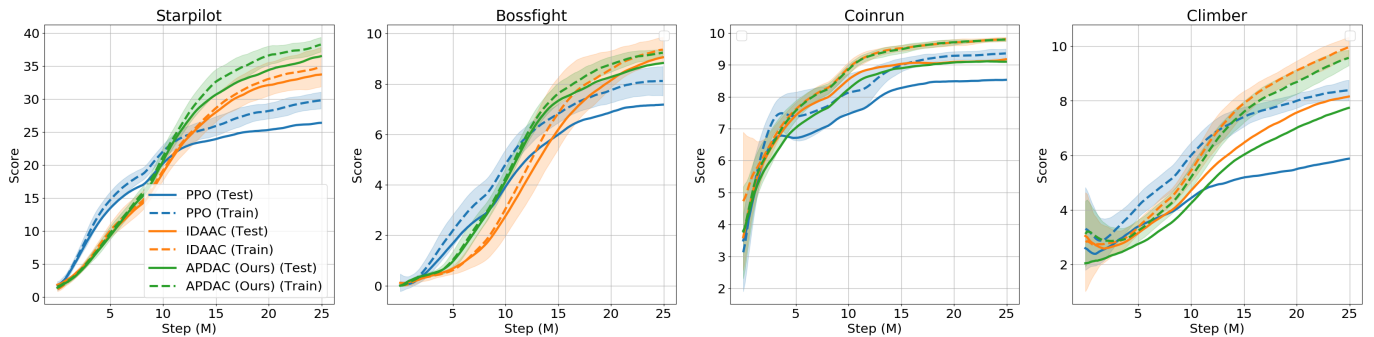 Starpilot
Score
40
35
30
25
20
15
10
5
0
PPO (Test)
PPO (Train)
IDAAC (Test)
IDAAC (Train)
APDAC (Ours) (Test)
APDAC (Ours) (Train)
5 10 15 20 25
Step (M)
Bossfight
Score
10
8
6
4
2
0
5 10 15 20 25
Step (M)
Coinrun
Score
10
9
8
7
6
5
4
3
2
5 10 15 20 25
Step (M)
Climber
Score
10
8
6
4
2
5 10 15 20 25
Step (M)